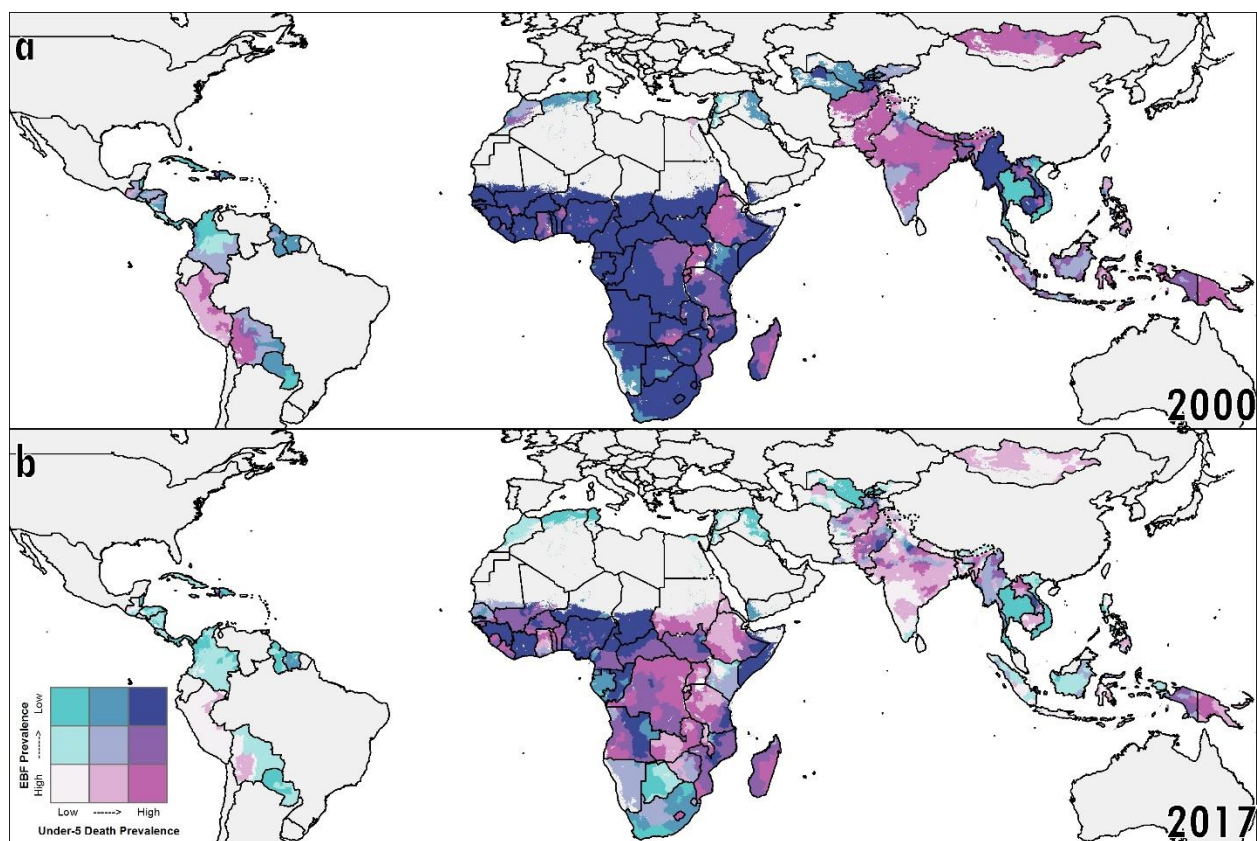 a
2000
b
EBF Prevalence
High ------> Low
Low ------> High
Under-5 Death Prevalence
2017